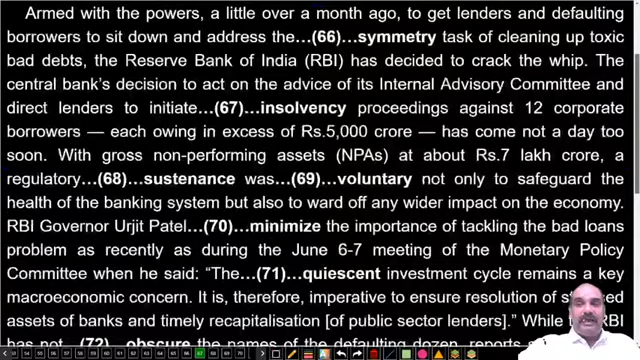 Armed with the powers, a little over a month ago, to get lenders and defaulting
borrowers to sit down and address the…(66)…symmetry task of cleaning up toxic
bad debts, the Reserve Bank of India (RBI) has decided to crack the whip. The
central bank's decision to act on the advice of its Internal Advisory Committee and
direct lenders to initiate…(67)…insolvency proceedings against 12 corporate
borrowers — each owing in excess of Rs.5,000 crore — has come not a day too
soon. With gross non-performing assets (NPAs) at about Rs.7 lakh crore, a
regulatory…(68)…sustenance was…(69)…voluntary not only to safeguard the
health of the banking system but also to ward off any wider impact on the economy.
RBI Governor Urjit Patel…(70)…minimize the importance of tackling the bad loans
problem as recently as during the June 6-7 meeting of the Monetary Policy
Committee when he said: “The…(71)…quiescent investment cycle remains a key
macroeconomic concern. It is, therefore, imperative to ensure resolution of
assets of banks and timely recapitalisation [of public sector lenders].” While RBI
has not…(72)…obscure the names of the defaulting dozen, reports